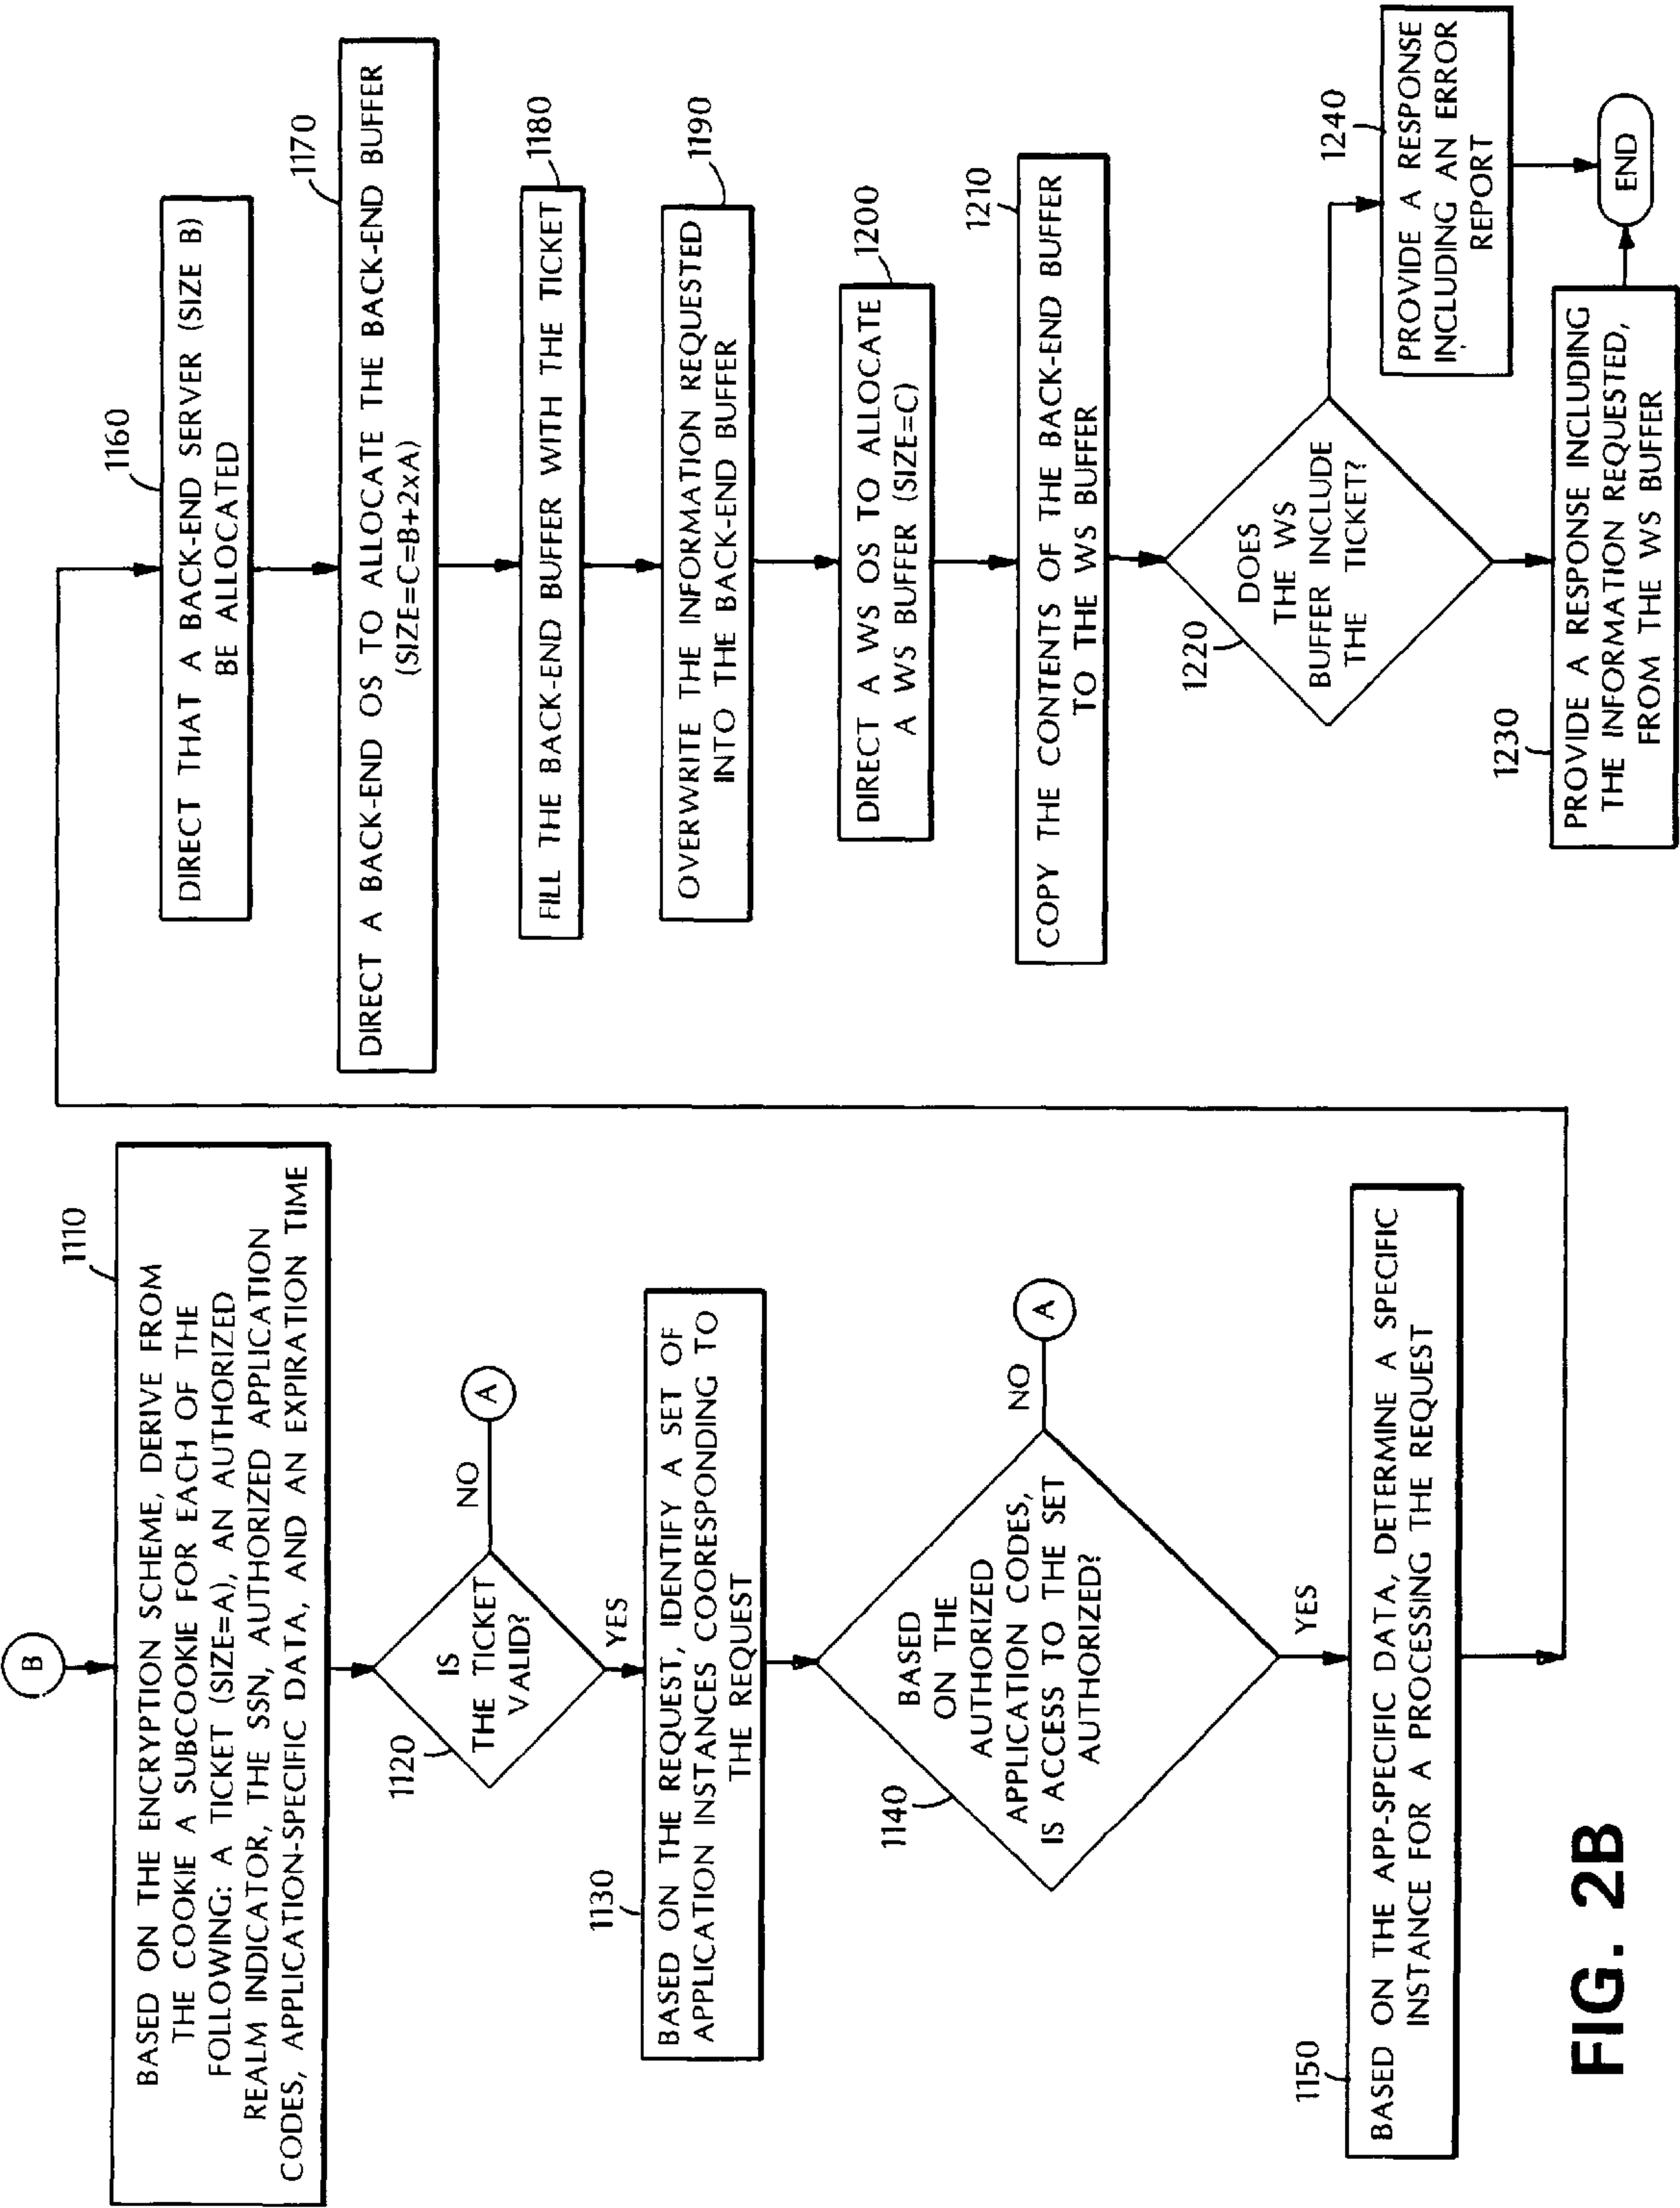 B
1110
BASED ON THE ENCRYPTION SCHEME, DERIVE FROM
THE COOKIE A SUBCOOKIE FOR EACH OF THE
FOLLOWING: A TICKET (SIZE=A), AN AUTHORIZED
REALM INDICATOR, THE SSN, AUTHORIZED APPLICATION
CODES, APPLICATION-SPECIFIC DATA, AND AN EXPIRATION TIME
1120
IS
THE TICKET
VALID?
NO
A
YES
1130
BASED ON THE REQUEST, IDENTIFY A SET OF
APPLICATION INSTANCES COORESPONDING TO
THE REQUEST
1140
BASED
ON THE
AUTHORIZED
APPLICATION CODES,
IS ACCESS TO THE SET
AUTHORIZED?
NO
A
YES
1150
BASED ON THE APP-SPECIFIC DATA, DETERMINE A SPECIFIC
INSTANCE FOR A PROCESSING THE REQUEST
1160
DIRECT THAT A BACK-END SERVER (SIZE B)
BE ALLOCATED
1170
DIRECT A BACK-END OS TO ALLOCATE THE BACK-END BUFFER
(SIZE=C=B+2xA)
1180
FILL THE BACK-END BUFFER WITH THE TICKET
1190
OVERWRITE THE INFORMATION REQUESTED
INTO THE BACK-END BUFFER
1200
DIRECT A WS OS TO ALLOCATE
A WS BUFFER (SIZE=C)
1210
COPY THE CONTENTS OF THE BACK-END BUFFER
TO THE WS BUFFER
1220
DOES
THE WS
BUFFER INCLUDE
THE TICKET?
1240
PROVIDE A RESPONSE
INCLUDING AN ERROR
REPORT
1230
PROVIDE A RESPONSE INCLUDING
THE INFORMATION REQUESTED,
FROM THE WS BUFFER
END
FIG. 2B